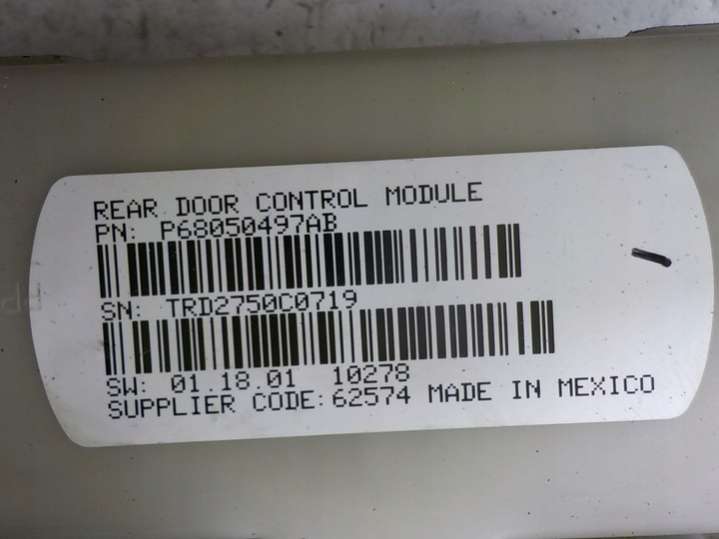 REAR DOOR CONTROL MODULE
PN: P68050497AB
SN: TRD2750C0719
SW: 01.18.01 10278
SUPPLIER CODE: 62574 MADE IN MEXICO